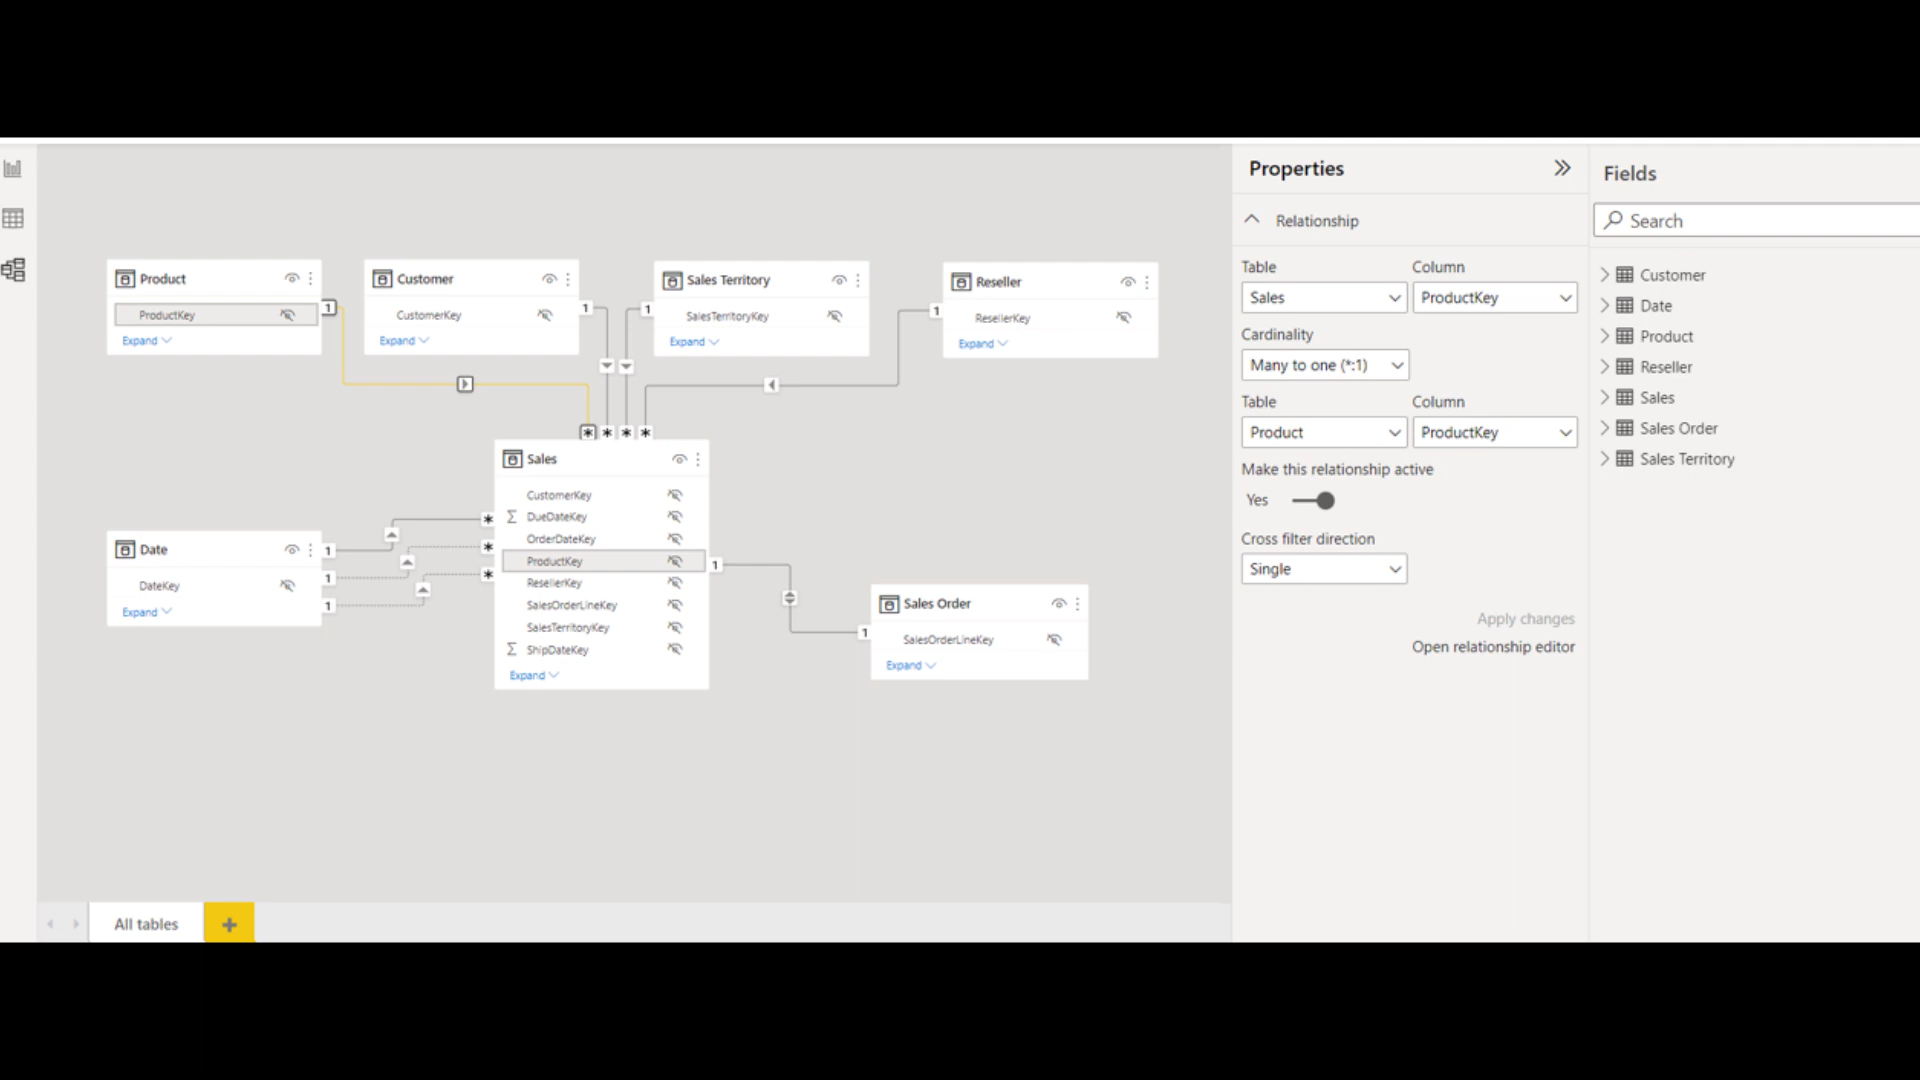 Product
ProductKey
Expand
1
Customer
CustomerKey
Expand
1
Sales Territory
SalesTerritoryKey
Expand
1
Reseller
ResellerKey
Expand
1
* * * *
Sales
CustomerKey
Σ DueDateKey
OrderDateKey
ProductKey
ResellerKey
SalesOrderLineKey
SalesTerritoryKey
Σ ShipDateKey
Expand
Date
DateKey
Expand
1
1
1
*
*
*
1
1
Sales Order
SalesOrderLineKey
Expand
All tables
+
Properties
Relationship
Table Column
Sales ProductKey
Cardinality
Many to one (*:1)
Table Column
Product ProductKey
Make this relationship active
Yes
Cross filter direction
Single
Apply changes
Open relationship editor
Fields
Search
Customer
Date
Product
Reseller
Sales
Sales Order
Sales Territory